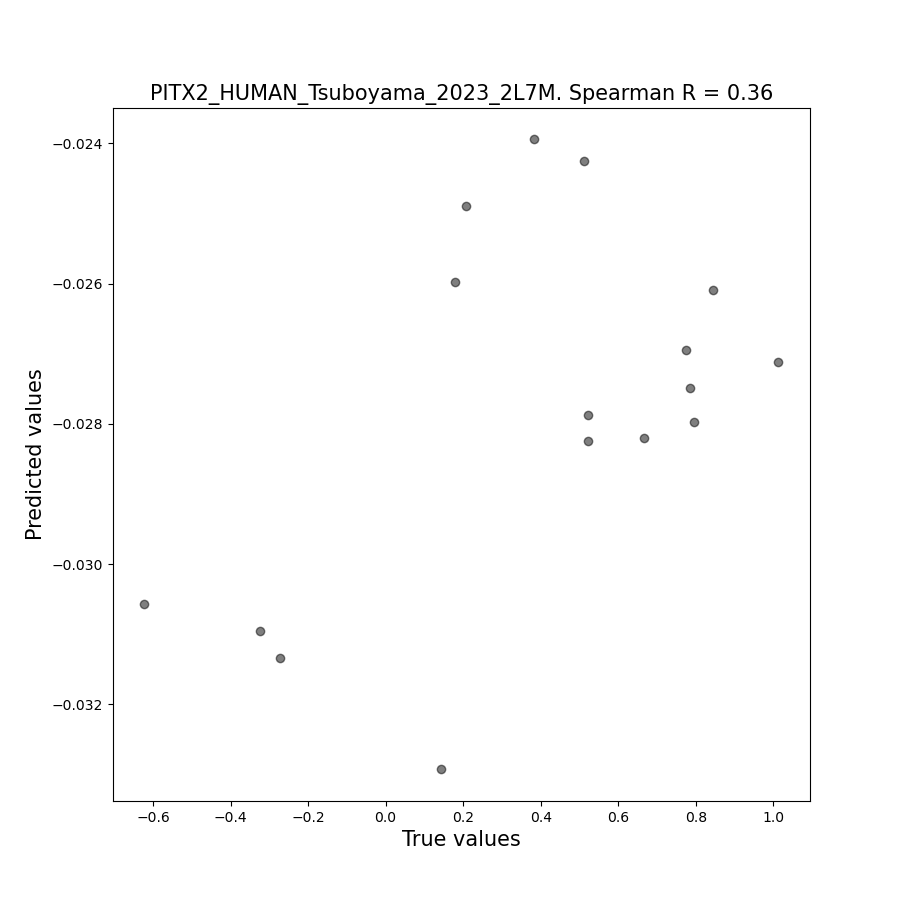 PITX2_HUMAN_Tsuboyama_2023_2L7M. Spearman R = 0.36
−0.024
−0.026
−0.028
−0.030
−0.032
Predicted values
−0.6 −0.4 −0.2 0.0 0.2 0.4 0.6 0.8 1.0
True values